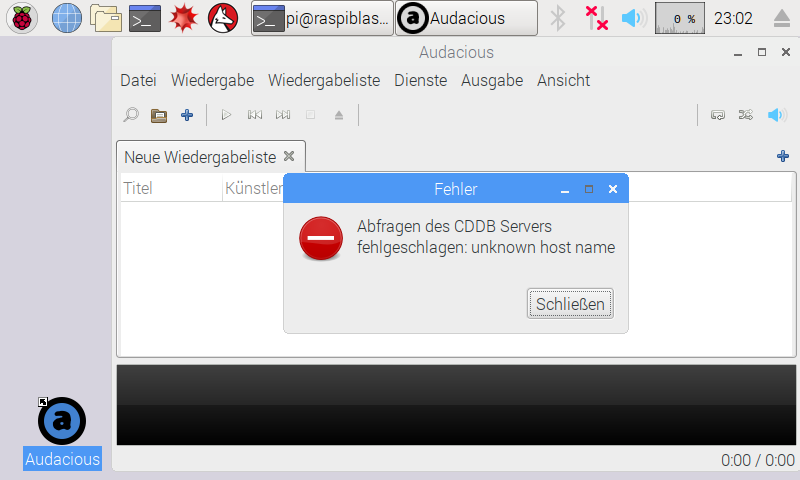 pi@raspiblas...
Audacious
0 %
23:02
Audacious
Datei Wiedergabe Wiedergabeliste Dienste Ausgabe Ansicht
Neue Wiedergabeliste
Titel
Künstler
Fehler
Abfragen des CDDB Servers
fehlgeschlagen: unknown host name
Schließen
a
Audacious
0:00 / 0:00